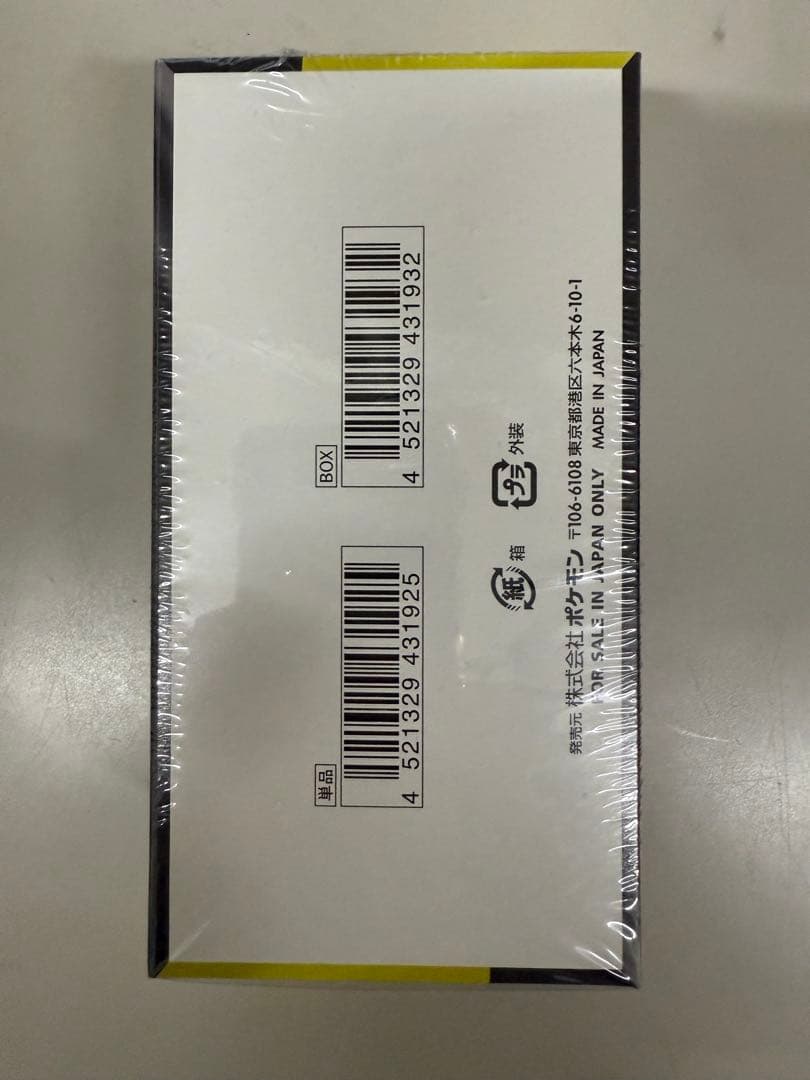 単品
4 521329 431925
BOX
4 521329 431932
紙 箱
プラ 外装
発売元 株式会社ポケモン 〒106-6108 東京都港区六本木6-10-1
FOR SALE IN JAPAN ONLY MADE IN JAPAN